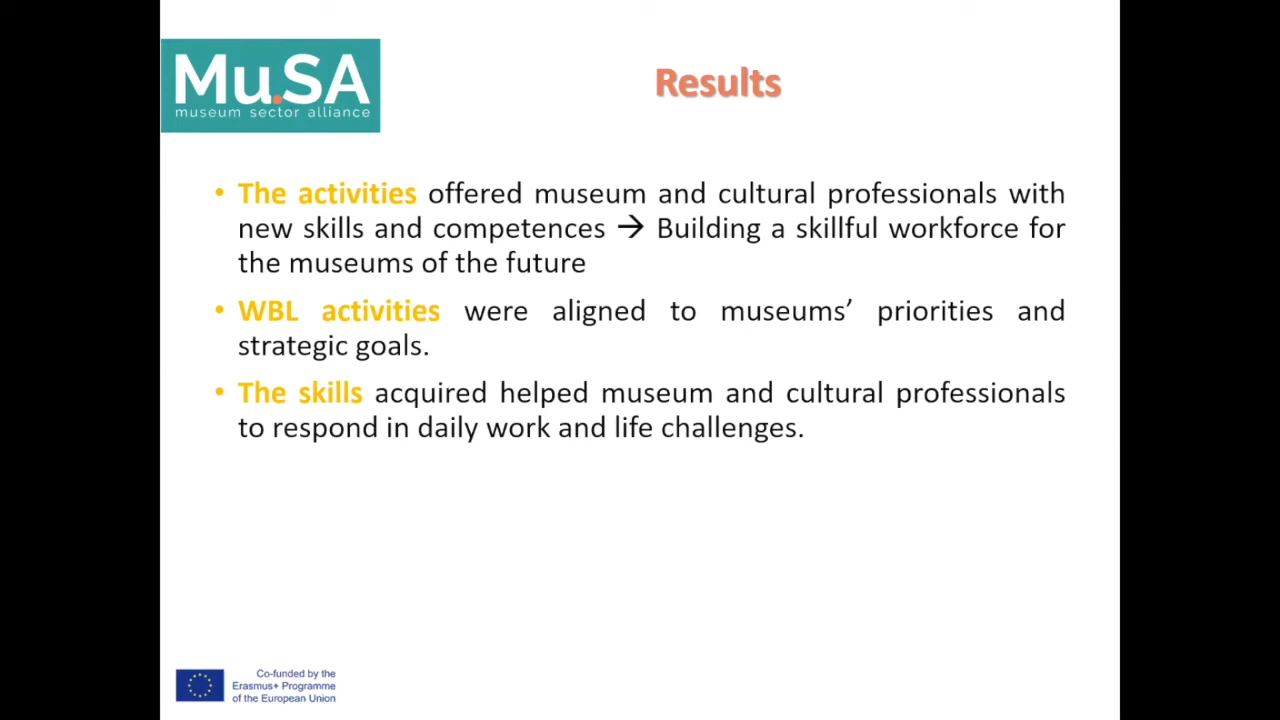 Mu.SA
museum sector alliance
Results
• The activities offered museum and cultural professionals with
new skills and competences → Building a skillful workforce for
the museums of the future
• WBL activities were aligned to museums’ priorities and
strategic goals.
• The skills acquired helped museum and cultural professionals
to respond in daily work and life challenges.
Co-funded by the
Erasmus+ Programme
of the European Union